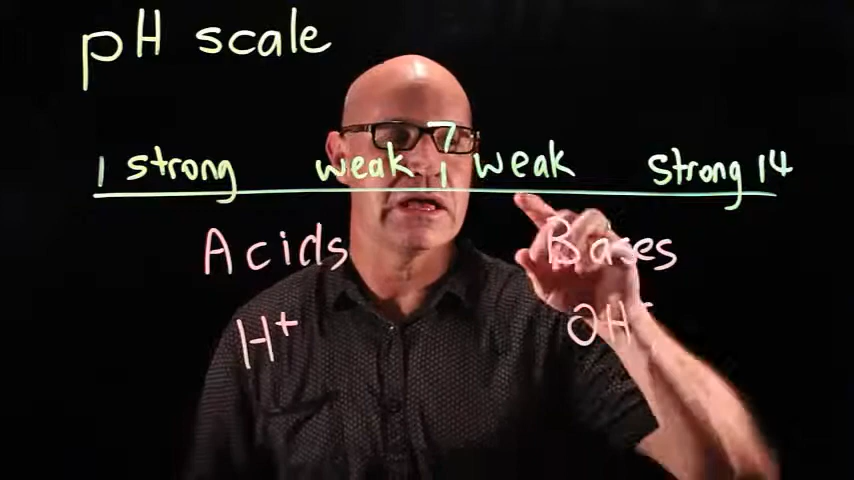 pH scale
7
1 strong weak weak strong 14
Acids Bases
H+ OH-